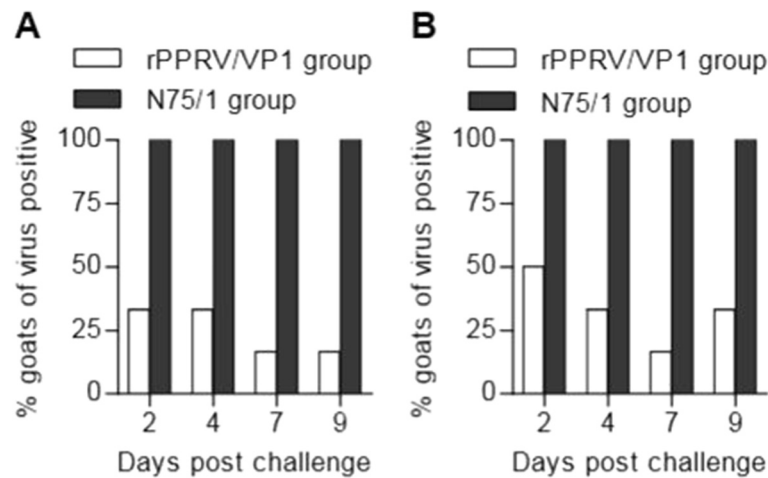 A
rPPRV/VP1 group
N75/1 group
% goats of virus positive
100
75
50
25
0
2 4 7 9
Days post challenge
B
rPPRV/VP1 group
N75/1 group
% goats of virus positive
100
75
50
25
0
2 4 7 9
Days post challenge